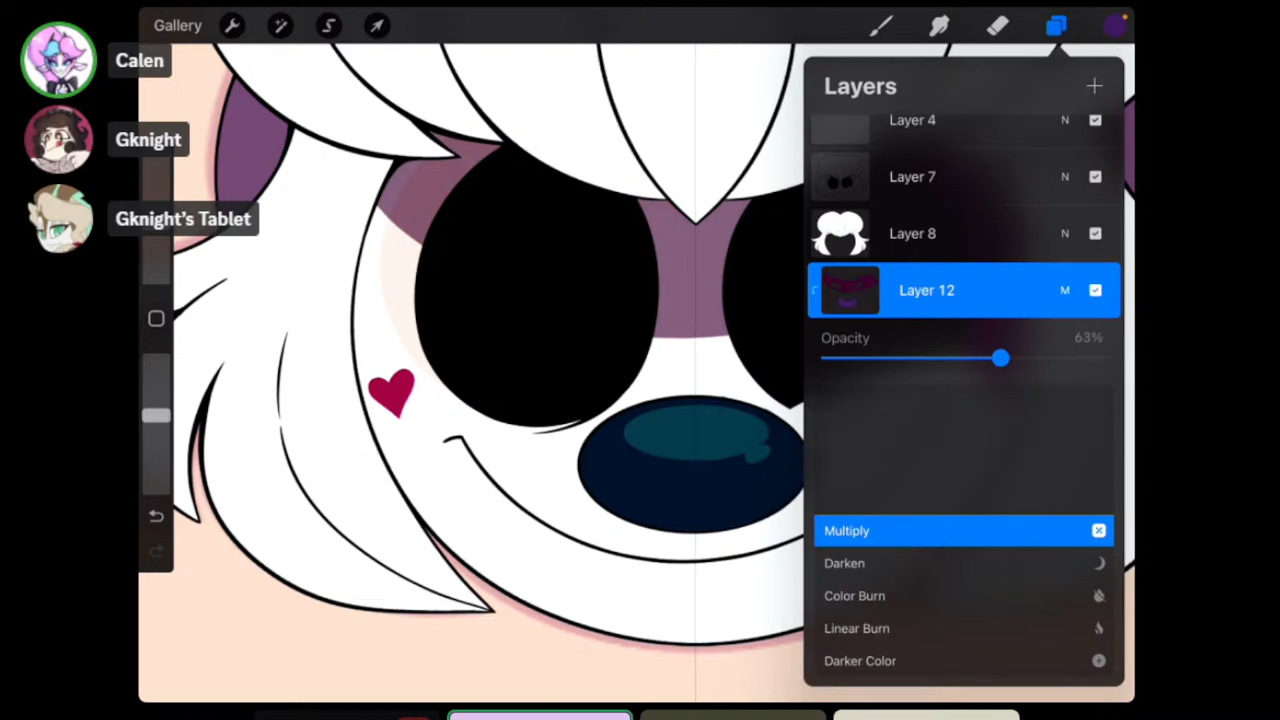 Gallery
Calen
Gknight
Gknight's Tablet
Layers
Layer 4 N
Layer 7 N
Layer 8 N
Layer 12 M
Opacity 63%
Multiply
Darken
Color Burn
Linear Burn
Darker Color